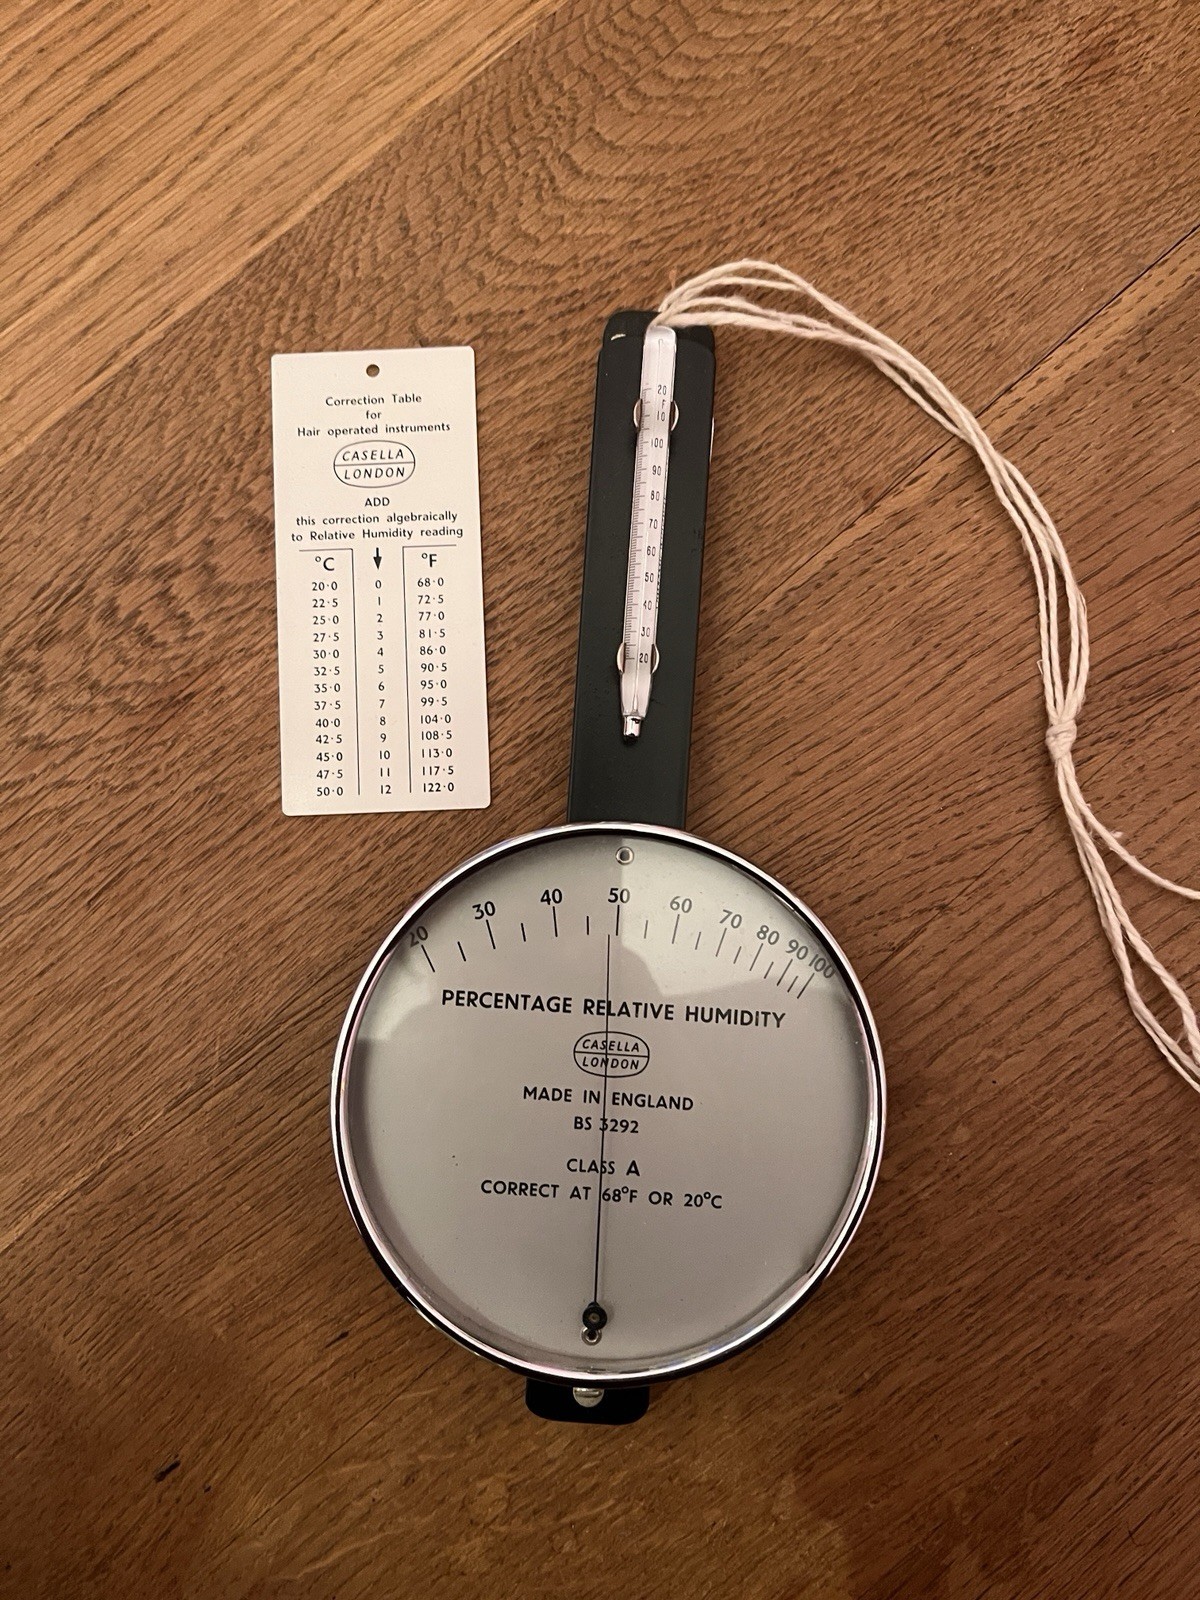 Correction Table
for
Hair operated instruments
CASELLA
LONDON
ADD
this correction algebraically
to Relative Humidity reading
°C °F
20·0 0 68·0
22·5 1 72·5
25·0 2 77·0
27·5 3 81·5
30·0 4 86·0
32·5 5 90·5
35·0 6 95·0
37·5 7 99·5
40·0 8 104·0
42·5 9 108·5
45·0 10 113·0
47·5 11 117·5
50·0 12 122·0
20
F
10
100
90
80
70
60
50
40
30
20
20 30 40 50 60 70 80 90 100
PERCENTAGE RELATIVE HUMIDITY
CASELLA
LONDON
MADE IN ENGLAND
BS 3292
CLASS A
CORRECT AT 68°F OR 20°C